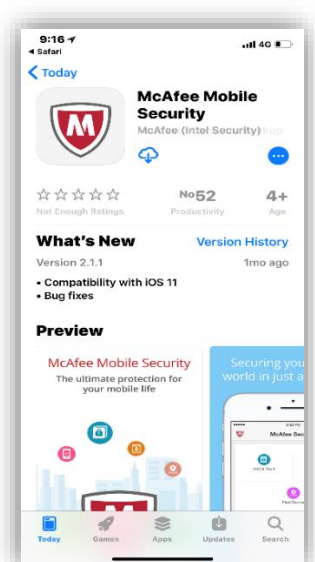 9:16
4G
Safari
Today
McAfee Mobile
Security
McAfee (Intel Security)
☆☆☆☆☆ No52 4+
Not Enough Ratings Productivity Age
What's New Version History
Version 2.1.1 1mo ago
• Compatibility with iOS 11
• Bug fixes
Preview
McAfee Mobile Security
The ultimate protection for
your mobile life
Securing you
world in just a
McAfee Sec
Today Games Apps Updates Search